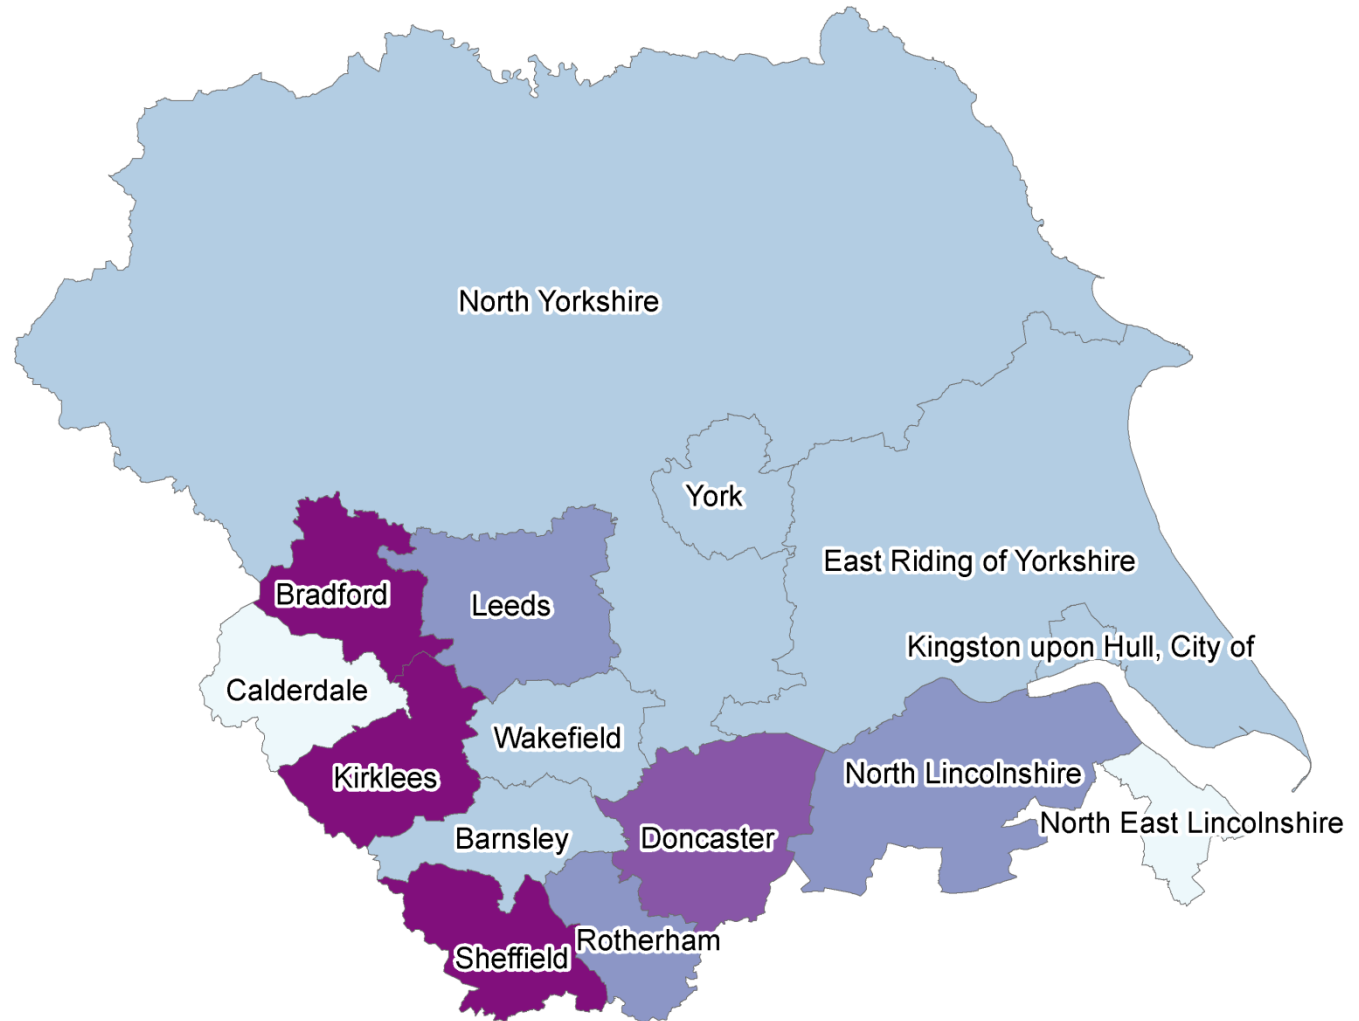 North Yorkshire
York
East Riding of Yorkshire
Bradford
Leeds
Kingston upon Hull, City of
Calderdale
Wakefield
Kirklees
North Lincolnshire
Barnsley
Doncaster
North East Lincolnshire
Rotherham
Sheffield